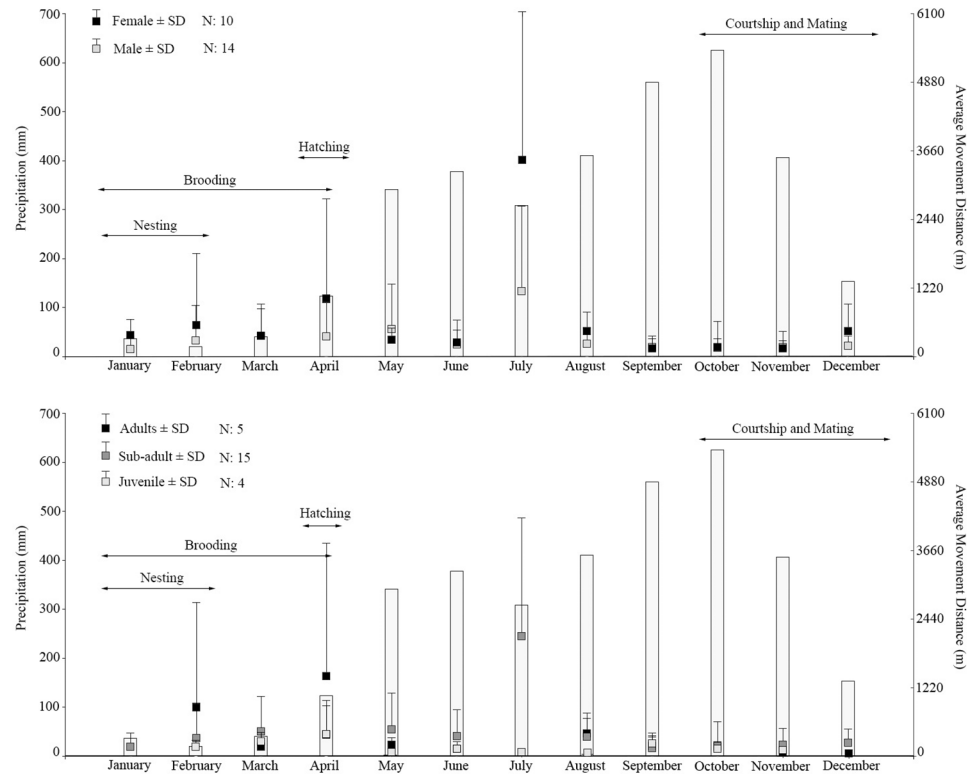 700
600
500
400
300
200
100
0
Precipitation (mm)
Female ± SD N: 10
Male ± SD N: 14
Courtship and Mating
Hatching
Brooding
Nesting
6100
4880
3660
2440
1220
0
Average Movement
Distance (m)
January February March April May June July August September October November December
700
600
500
400
300
200
100
0
Precipitation (mm)
Adults ± SD N: 5
Sub-adult ± SD N: 15
Juvenile ± SD N: 4
Courtship and Mating
Hatching
Brooding
Nesting
6100
4880
3660
2440
1220
0
Average Movement
Distance (m)
January February March April May June July August September October November December